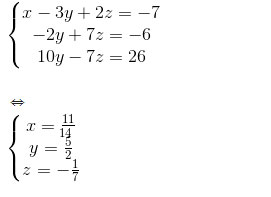 x − 3y + 2z = −7
−2y + 7z = −6
10y − 7z = 26
⇔
x = 11/14
y = 5/2
z = −1/7